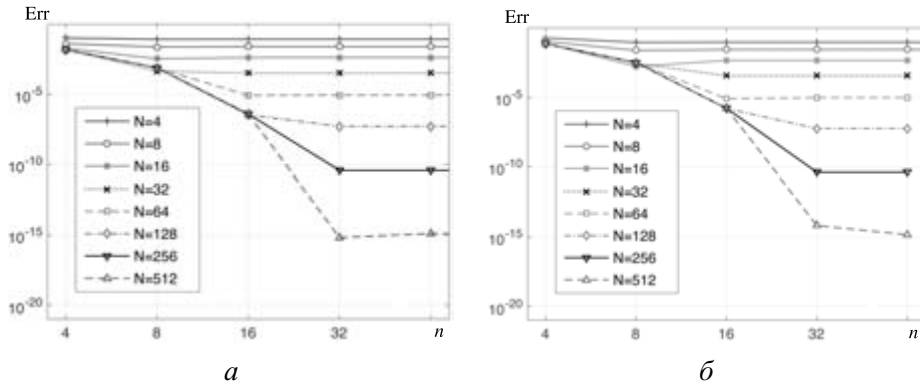 Err
10⁻⁵
10⁻¹⁰
10⁻¹⁵
10⁻²⁰
N=4
N=8
N=16
N=32
N=64
N=128
N=256
N=512
4 8 16 32 n
а
Err
10⁻⁵
10⁻¹⁰
10⁻¹⁵
10⁻²⁰
N=4
N=8
N=16
N=32
N=64
N=128
N=256
N=512
4 8 16 32 n
б